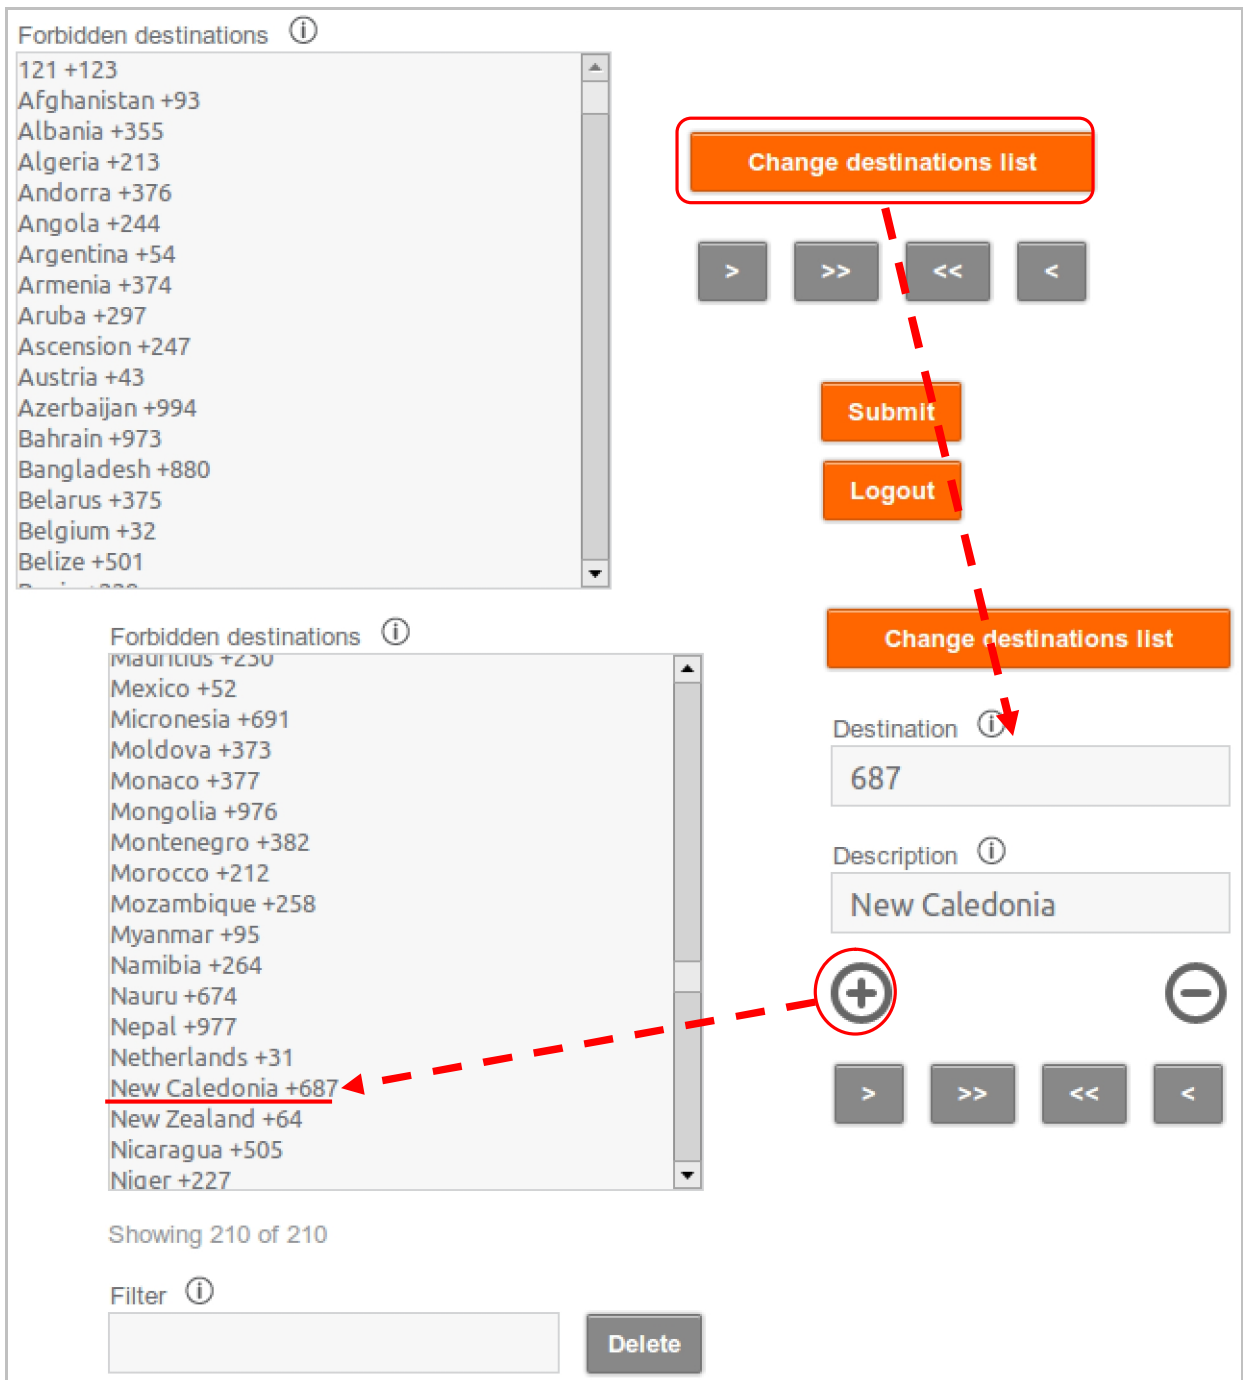 Forbidden destinations
121 +123
Afghanistan +93
Albania +355
Algeria +213
Andorra +376
Angola +244
Argentina +54
Armenia +374
Aruba +297
Ascension +247
Austria +43
Azerbaijan +994
Bahrain +973
Bangladesh +880
Belarus +375
Belgium +32
Belize +501
Change destinations list
> >> << <
Submit
Logout
Forbidden destinations
Mauritius +230
Mexico +52
Micronesia +691
Moldova +373
Monaco +377
Mongolia +976
Montenegro +382
Morocco +212
Mozambique +258
Myanmar +95
Namibia +264
Nauru +674
Nepal +977
Netherlands +31
New Caledonia +687
New Zealand +64
Nicaragua +505
Niger +227
Showing 210 of 210
Filter
Delete
Change destinations list
Destination
687
Description
New Caledonia
> >> << <